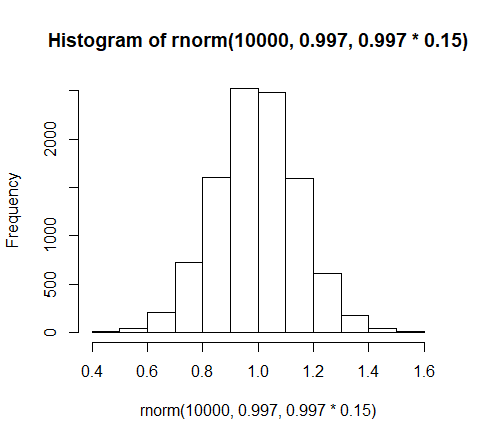 Histogram of rnorm(10000, 0.997, 0.997 * 0.15)
Frequency
2000
1000
500
0
0.4 0.6 0.8 1.0 1.2 1.4 1.6
rnorm(10000, 0.997, 0.997 * 0.15)